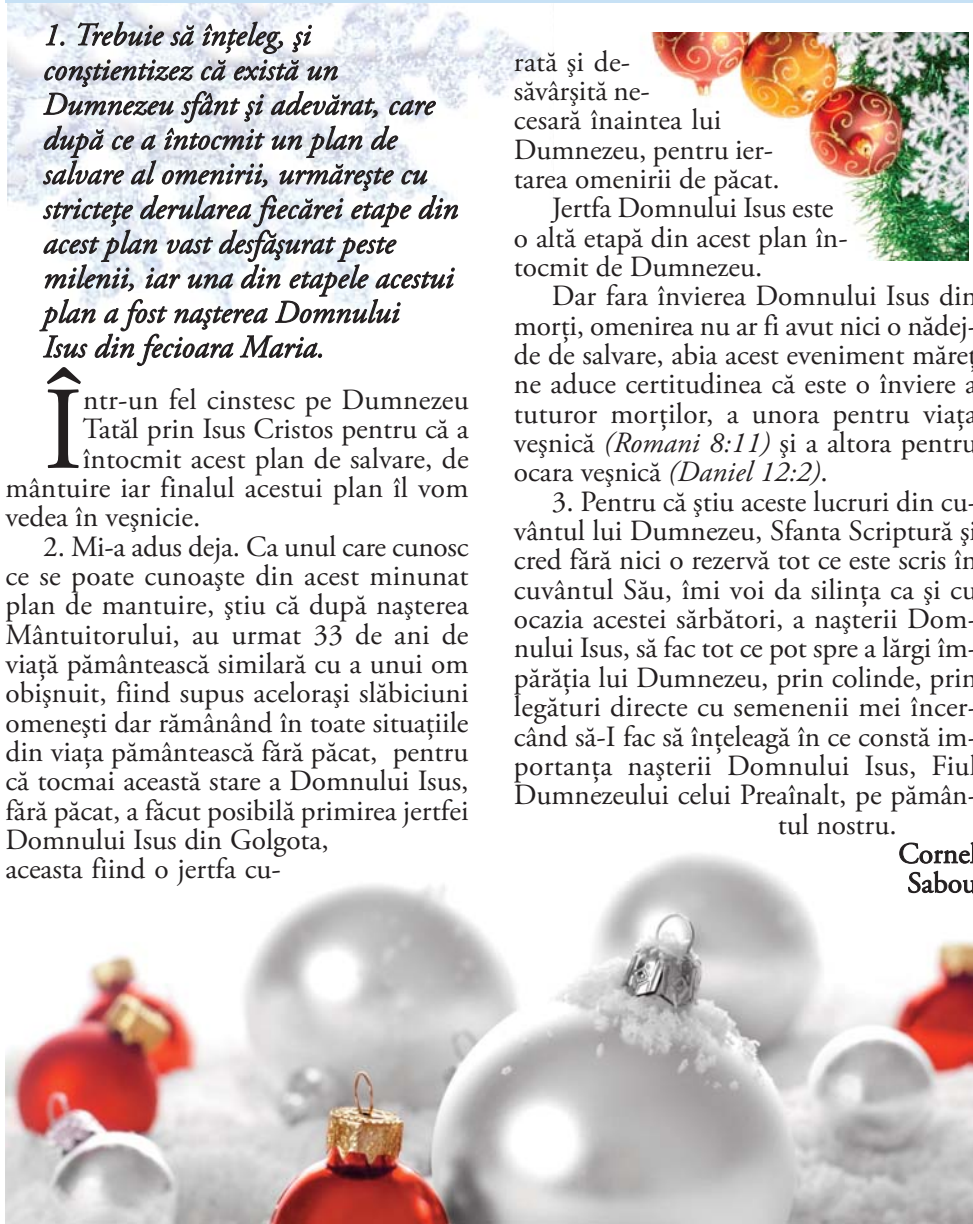 1. Trebuie să înţeleg, şi
conştientizez că există un
Dumnezeu sfânt şi adevărat, care
după ce a întocmit un plan de
salvare al omenirii, urmăreşte cu
stricteţe derularea fiecărei etape din
acest plan vast desfăşurat peste
milenii, iar una din etapele acestui
plan a fost naşterea Domnului
Isus din fecioara Maria.
Într-un fel cinstesc pe Dumnezeu
Tatăl prin Isus Cristos pentru că a
întocmit acest plan de salvare, de
mântuire iar finalul acestui plan îl vom
vedea în veşnicie.
2. Mi-a adus deja. Ca unul care cunosc
ce se poate cunoaşte din acest minunat
plan de mantuire, ştiu că după naşterea
Mântuitorului, au urmat 33 de ani de
viaţă pământească similară cu a unui om
obişnuit, fiind supus aceloraşi slăbiciuni
omeneşti dar rămânând în toate situaţiile
din viaţa pământească fără păcat, pentru
că tocmai această stare a Domnului Isus,
fără păcat, a făcut posibilă primirea jertfei
Domnului Isus din Golgota,
aceasta fiind o jertfa cu-
rată şi de-
săvârşită ne-
cesară înaintea lui
Dumnezeu, pentru ier-
tarea omenirii de păcat.
Jertfa Domnului Isus este
o altă etapă din acest plan în-
tocmit de Dumnezeu.
Dar fara învierea Domnului Isus din
morţi, omenirea nu ar fi avut nici o nădej-
de de salvare, abia acest eveniment măreţ
ne aduce certitudinea că este o înviere a
tuturor morţilor, a unora pentru viaţa
veşnică (Romani 8:11) şi a altora pentru
ocara veşnică (Daniel 12:2).
3. Pentru că ştiu aceste lucruri din cu-
vântul lui Dumnezeu, Sfanta Scriptură şi
cred fără nici o rezervă tot ce este scris în
cuvântul Său, îmi voi da silinţa ca şi cu
ocazia acestei sărbători, a naşterii Dom-
nului Isus, să fac tot ce pot spre a lărgi îm-
părăţia lui Dumnezeu, prin colinde, prin
legături directe cu semenenii mei încer-
când să-I fac să înţeleagă în ce constă im-
portanţa naşterii Domnului Isus, Fiul
Dumnezeului celui Preaînalt, pe pămân-
tul nostru.
Cornel
Sabou